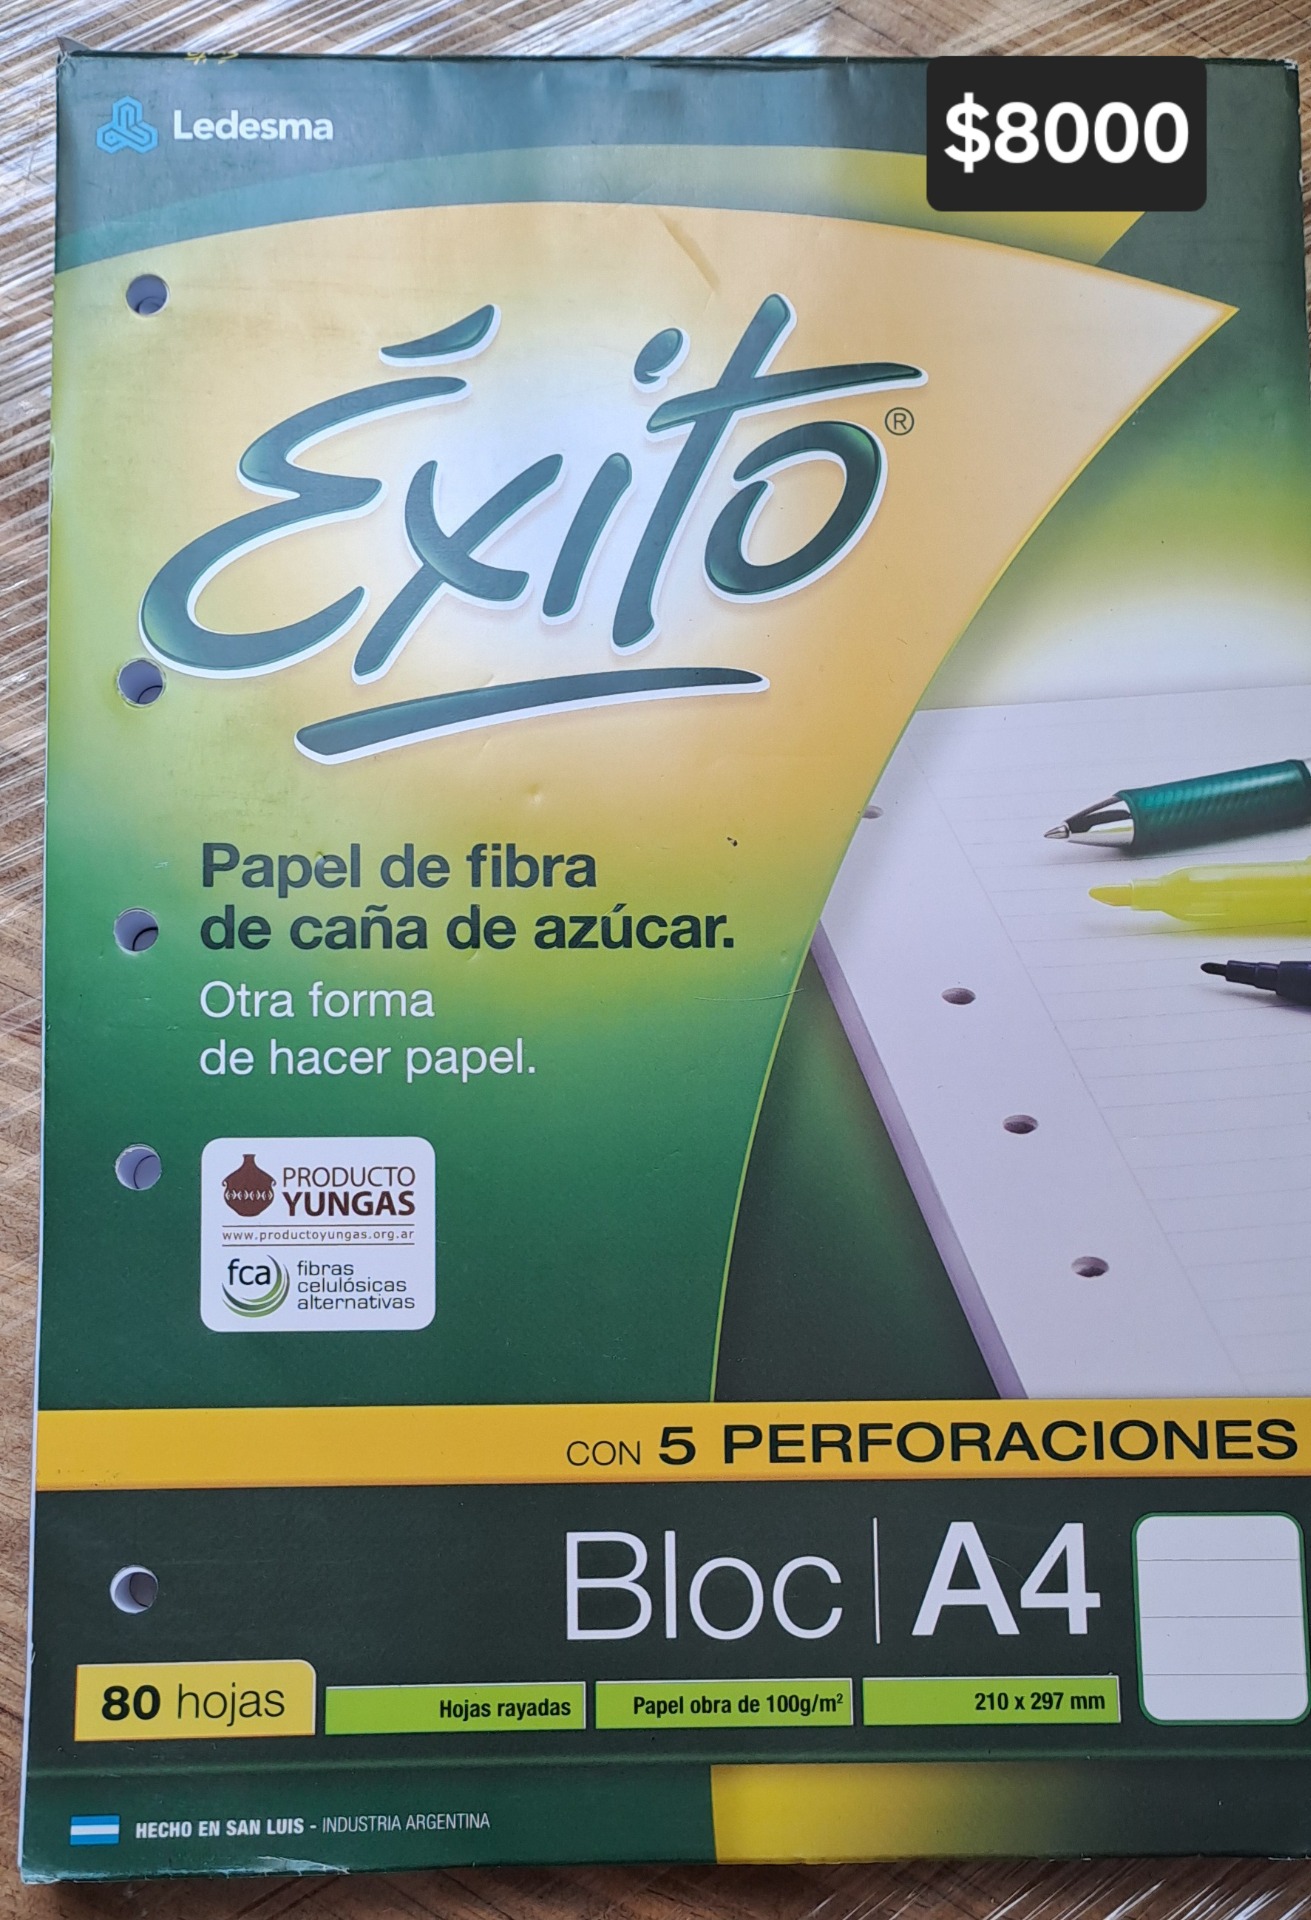 Ledesma
$8000
Éxito®
Papel de fibra
de caña de azúcar.
Otra forma
de hacer papel.
PRODUCTO
YUNGAS
www.productoyungas.org.ar
fca
fibras
celulósicas
alternativas
CON 5 PERFORACIONES
Bloc | A4
80 hojas
Hojas rayadas
Papel obra de 100g/m²
210 x 297 mm
HECHO EN SAN LUIS - INDUSTRIA ARGENTINA